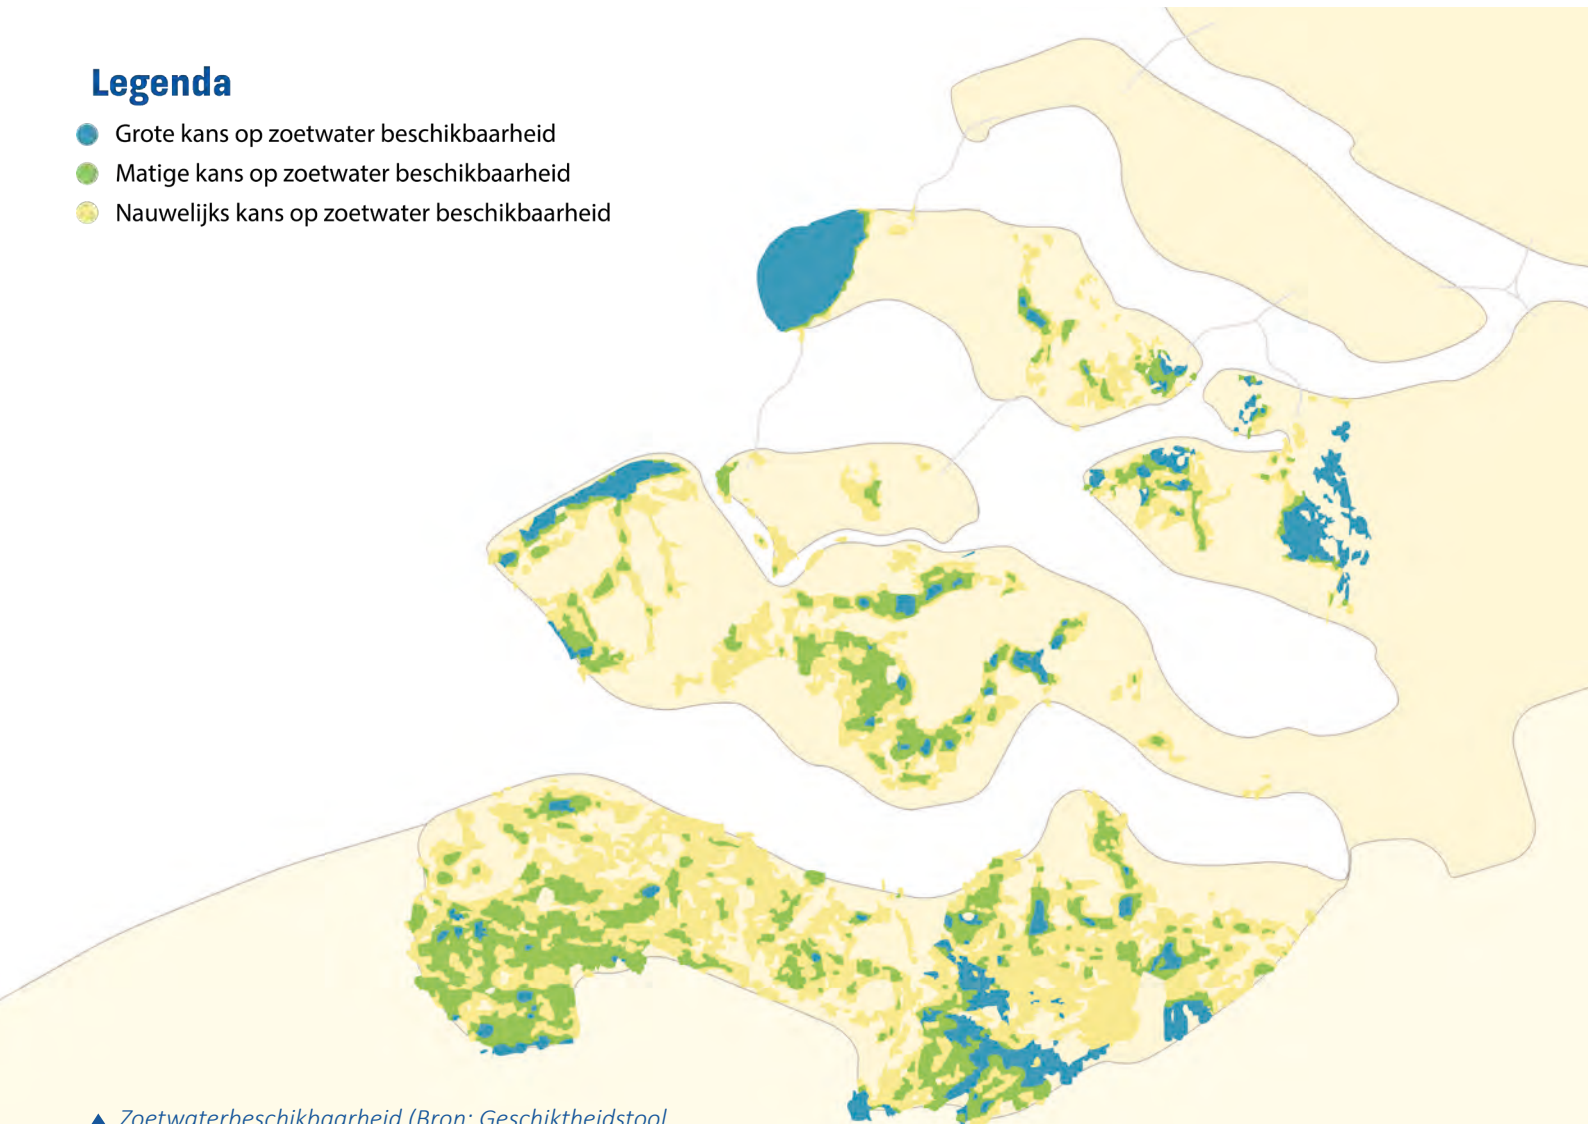 Legenda
Grote kans op zoetwater beschikbaarheid
Matige kans op zoetwater beschikbaarheid
Nauwelijks kans op zoetwater beschikbaarheid
▲ Zoetwaterbeschikbaarheid (Bron: Geschiktheidstool